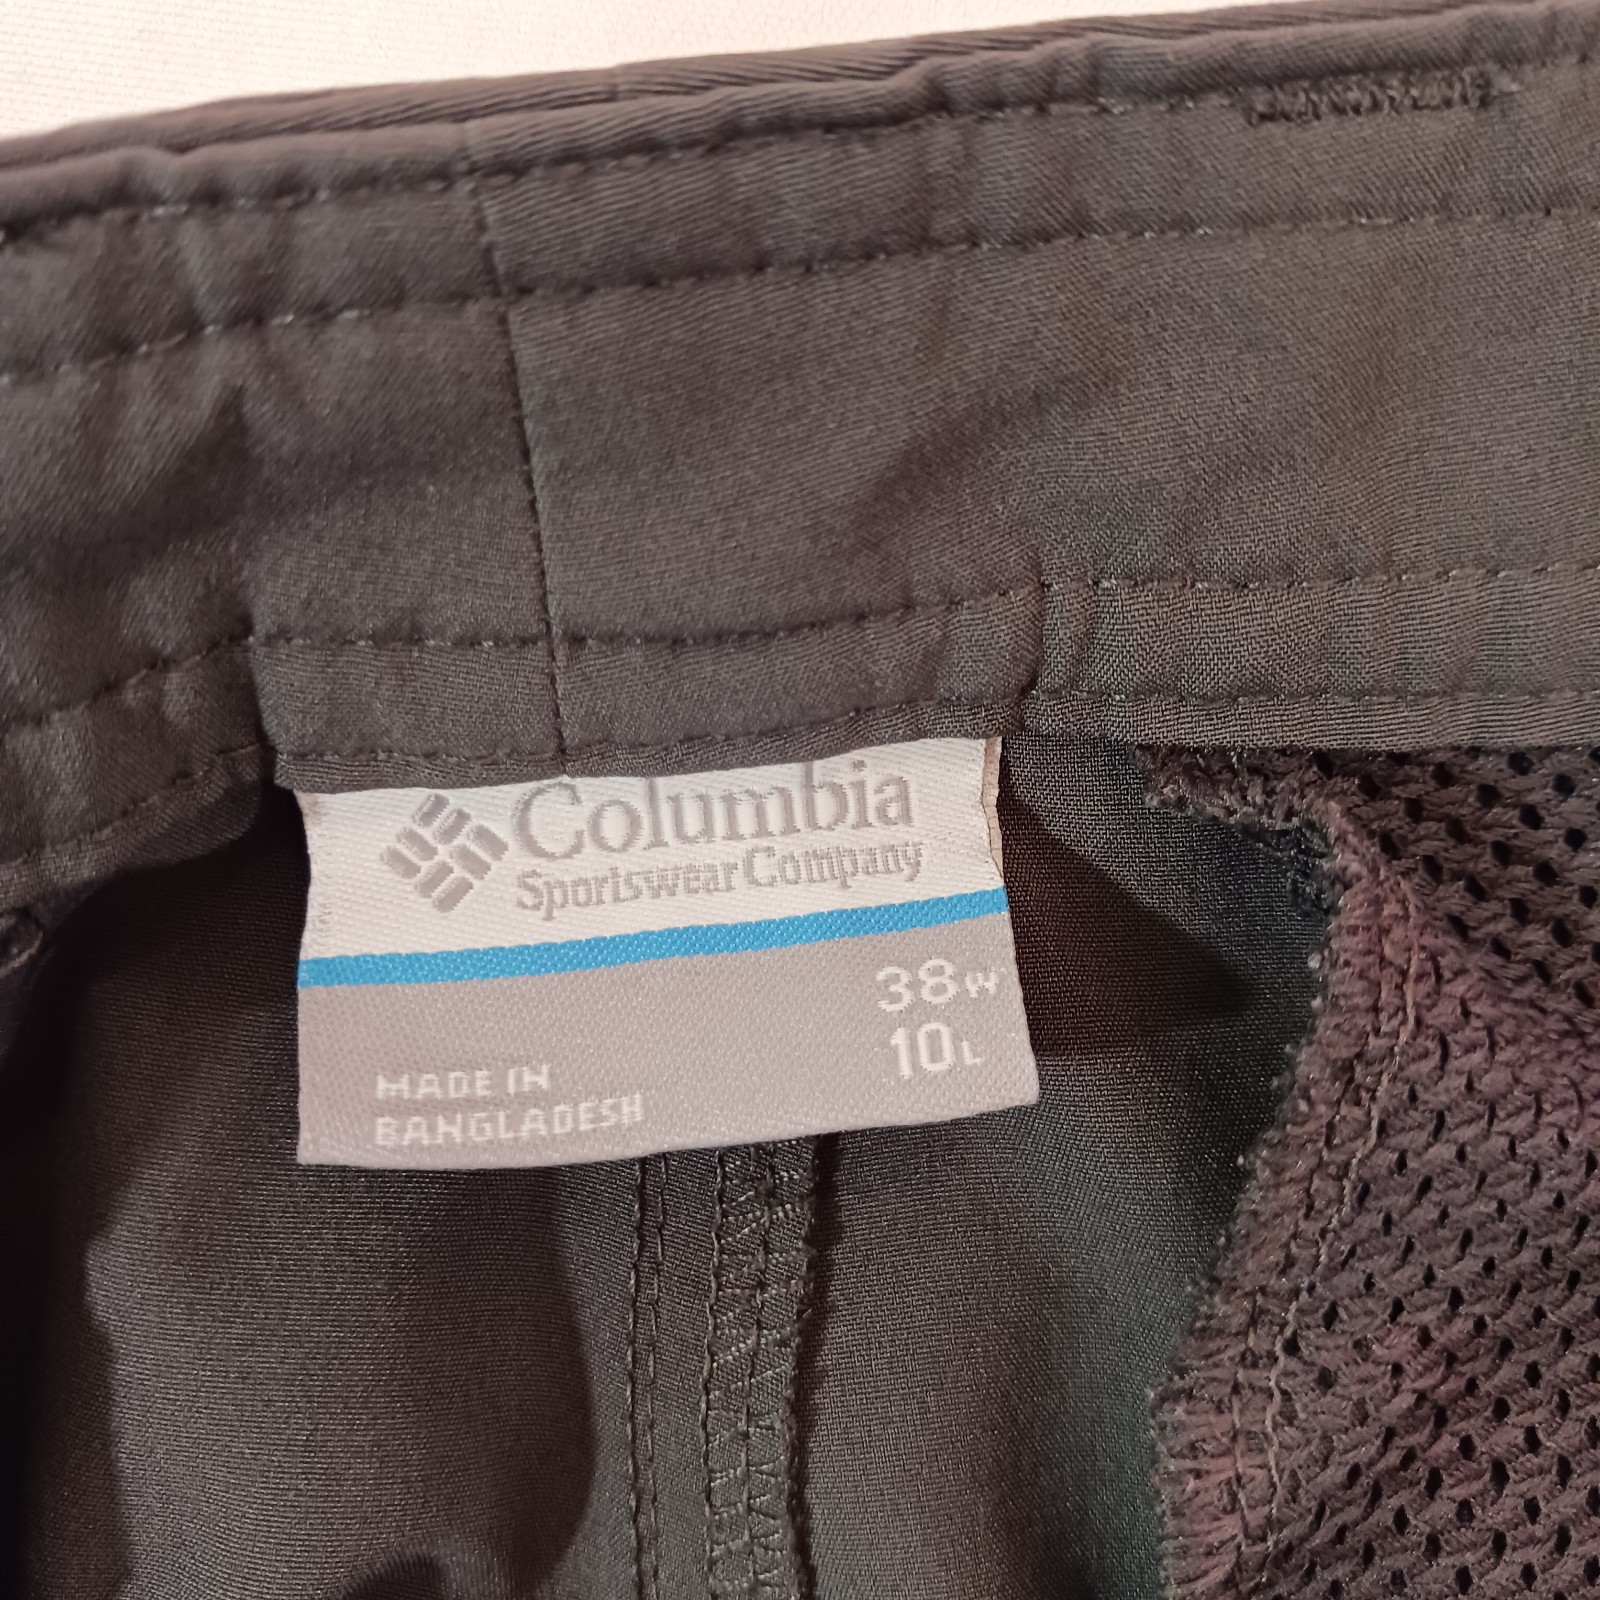 Columbia
Sportswear Company
38W
10L
MADE IN
BANGLADESH